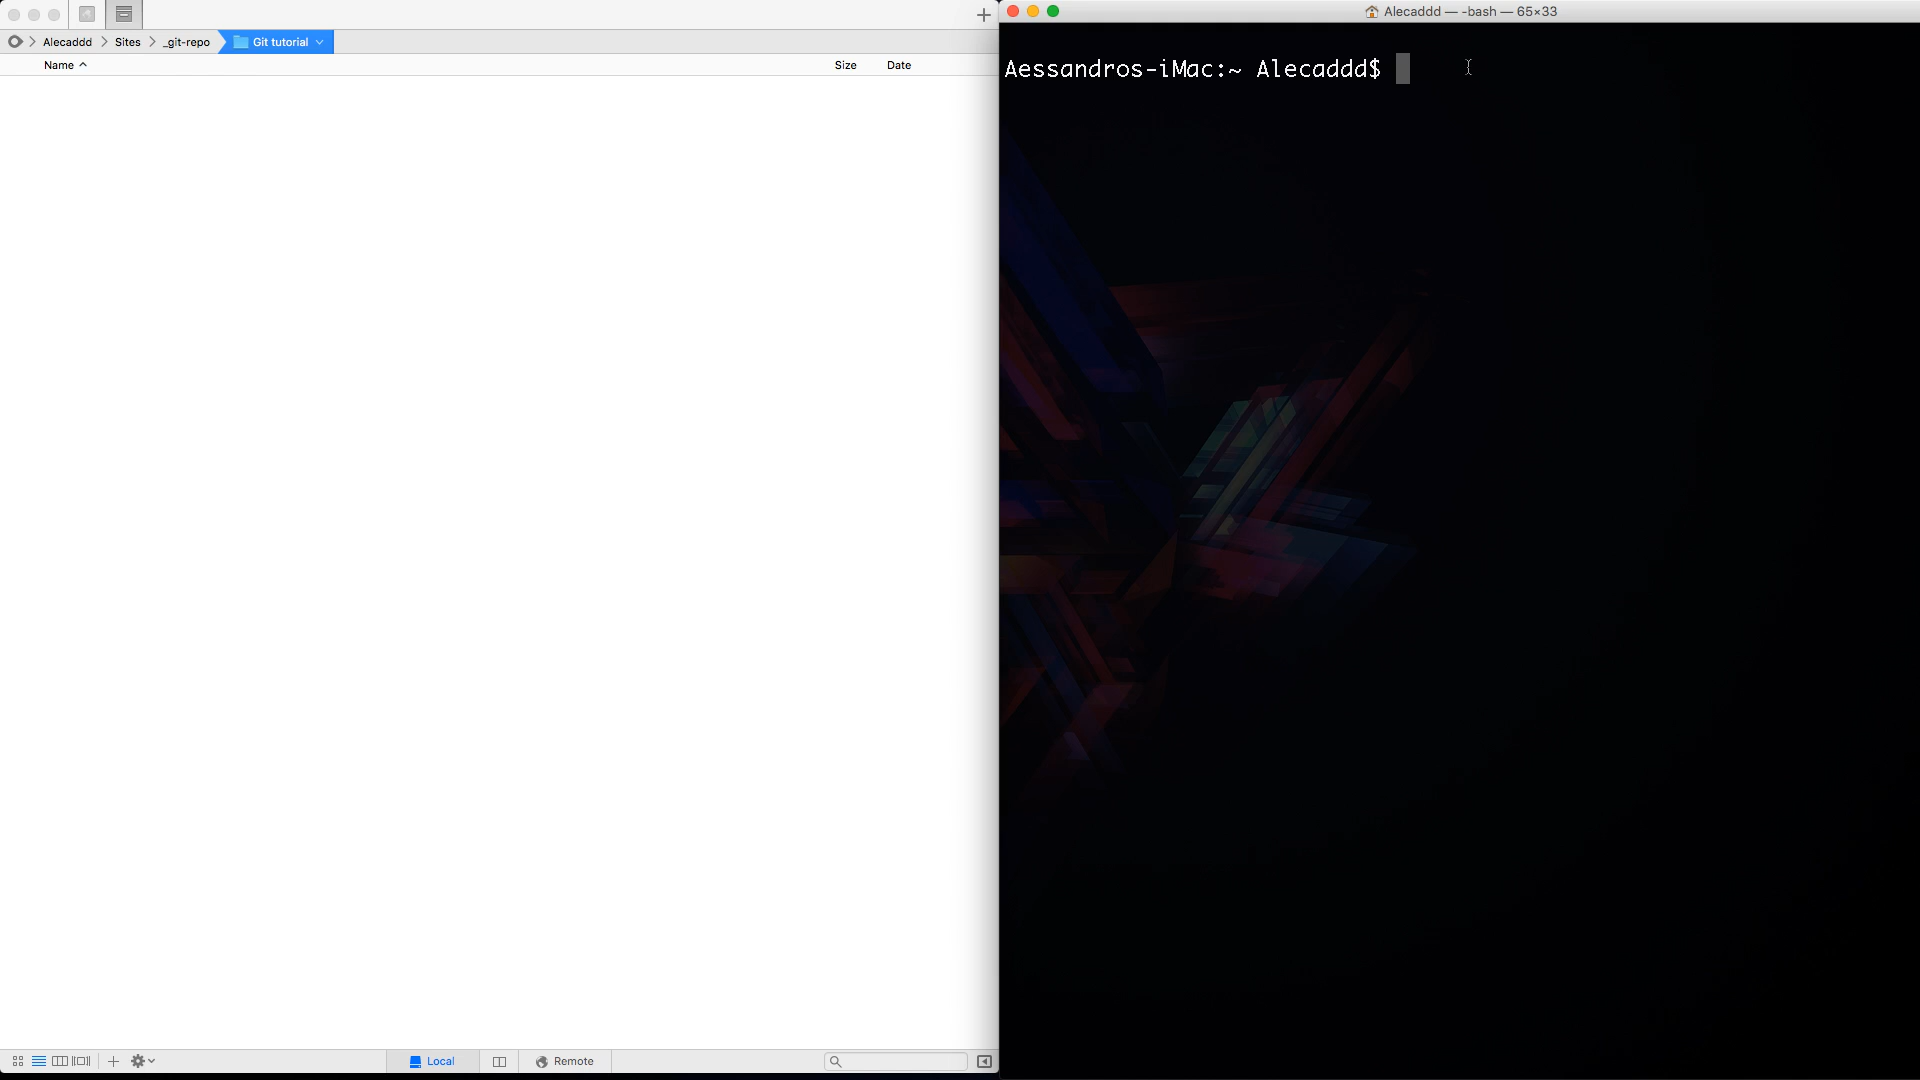 Alecaddd — -bash — 65×33
Alecaddd Sites _git-repo Git tutorial
Name Size Date
Aessandros-iMac:~ Alecaddd$
Local Remote